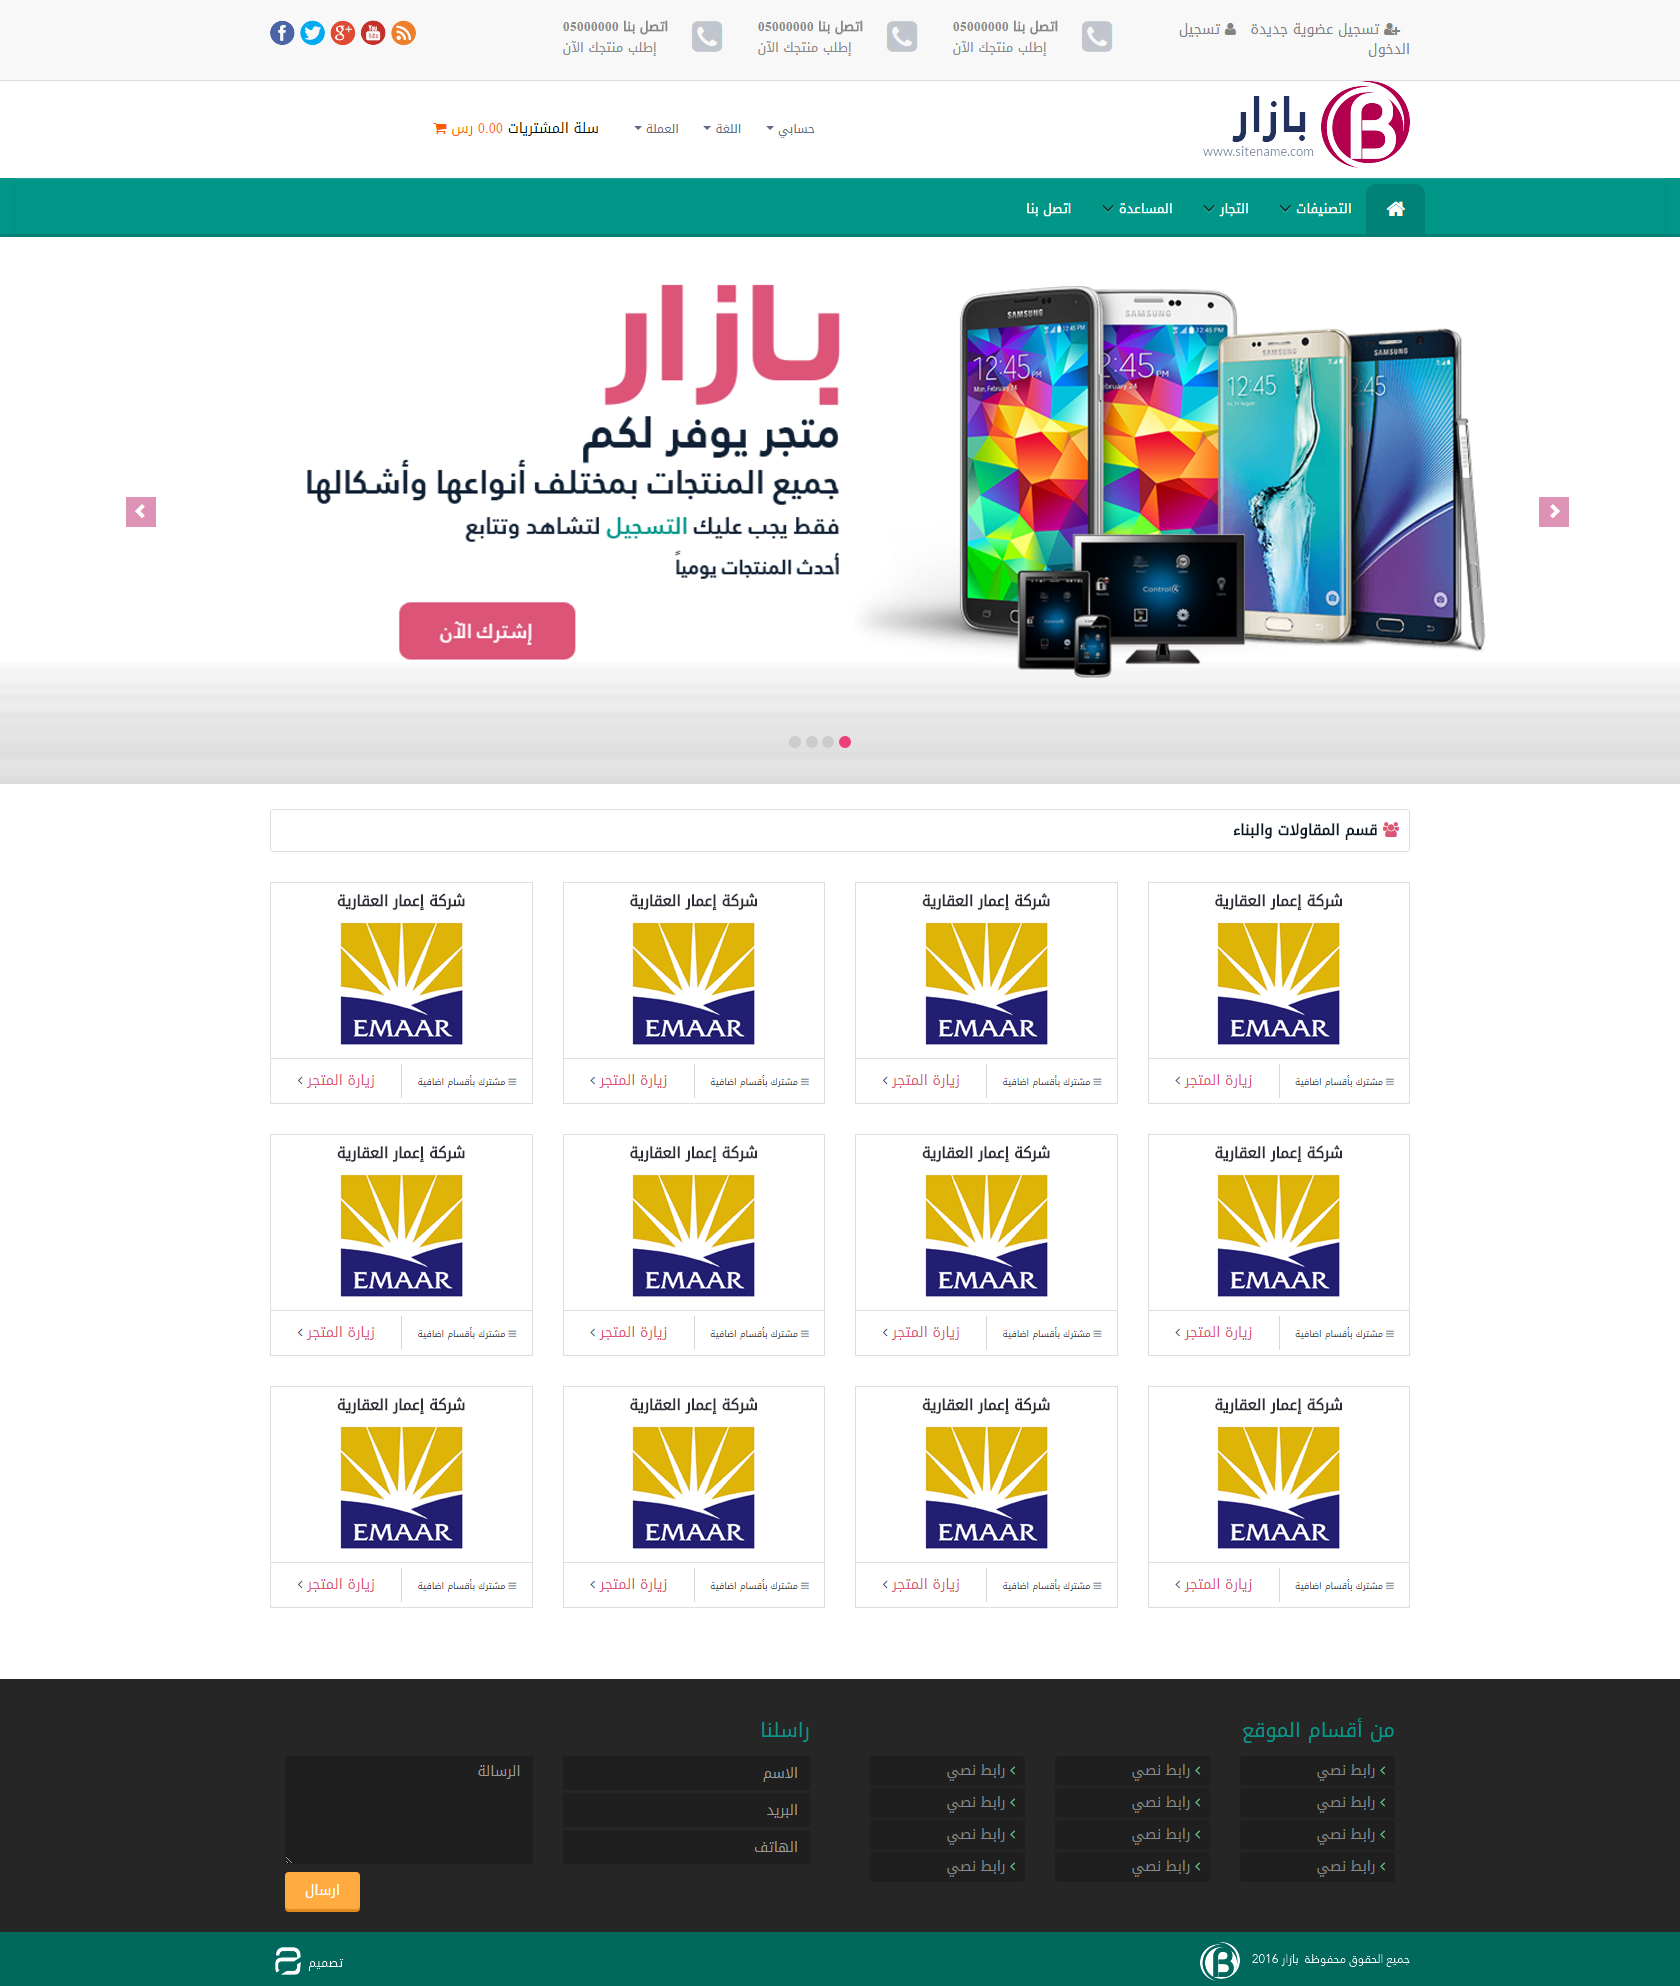 تسجيل عضوية جديدة تسجيل
الدخول
اتصل بنا 05000000
إطلب منتجك الآن
اتصل بنا 05000000
إطلب منتجك الآن
اتصل بنا 05000000
إطلب منتجك الآن
بازار
www.sitename.com
حسابي
اللغة
العملة
سلة المشتريات 0.00 رس
التصنيفات
التجار
المساعدة
اتصل بنا
بازار
متجر يوفر لكم
جميع المنتجات بمختلف أنواعها وأشكالها
فقط يجب عليك التسجيل لتشاهد وتتابع
أحدث المنتجات يومياً
إشترك الآن
SAMSUNG
12:45
SAMSUNG
2:45
SAMSUNG
12:45
SAMSUNG
12:45
Control4
قسم المقاولات والبناء
شركة إعمار العقارية
EMAAR
مشترك بأقسام اضافية
زيارة المتجر
شركة إعمار العقارية
EMAAR
مشترك بأقسام اضافية
زيارة المتجر
شركة إعمار العقارية
EMAAR
مشترك بأقسام اضافية
زيارة المتجر
شركة إعمار العقارية
EMAAR
مشترك بأقسام اضافية
زيارة المتجر
شركة إعمار العقارية
EMAAR
مشترك بأقسام اضافية
زيارة المتجر
شركة إعمار العقارية
EMAAR
مشترك بأقسام اضافية
زيارة المتجر
شركة إعمار العقارية
EMAAR
مشترك بأقسام اضافية
زيارة المتجر
شركة إعمار العقارية
EMAAR
مشترك بأقسام اضافية
زيارة المتجر
شركة إعمار العقارية
EMAAR
مشترك بأقسام اضافية
زيارة المتجر
شركة إعمار العقارية
EMAAR
مشترك بأقسام اضافية
زيارة المتجر
شركة إعمار العقارية
EMAAR
مشترك بأقسام اضافية
زيارة المتجر
شركة إعمار العقارية
EMAAR
مشترك بأقسام اضافية
زيارة المتجر
من أقسام الموقع
رابط نصي
رابط نصي
رابط نصي
رابط نصي
رابط نصي
رابط نصي
رابط نصي
رابط نصي
رابط نصي
رابط نصي
رابط نصي
رابط نصي
راسلنا
الاسم
البريد
الهاتف
الرسالة
ارسال
جميع الحقوق محفوظة بازار 2016
تصميم